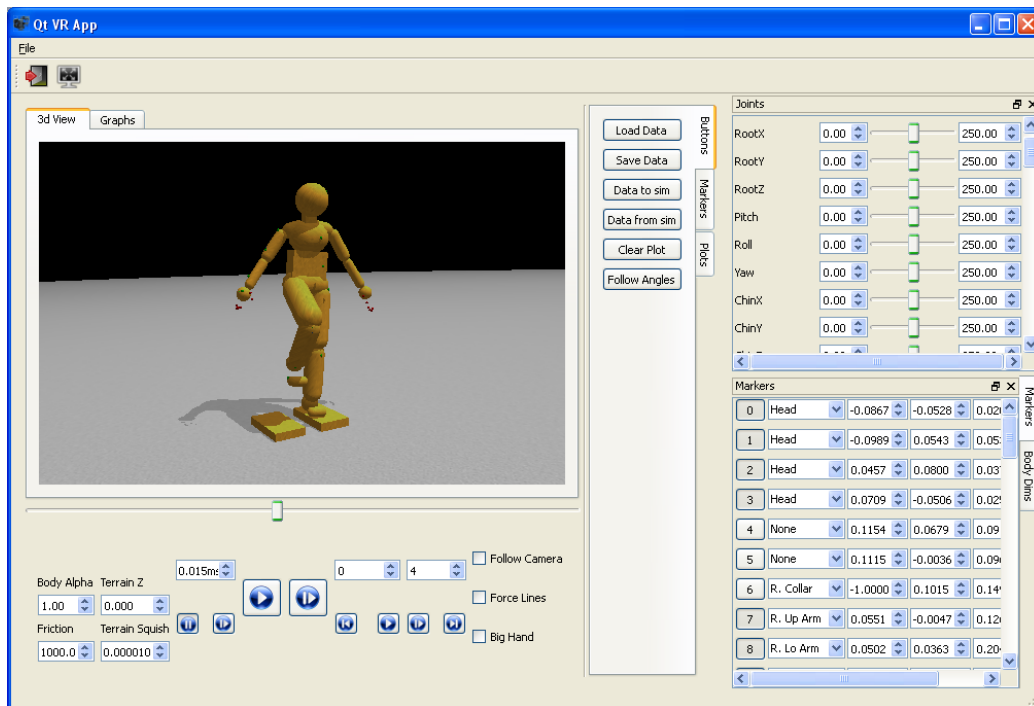 Qt VR App
File
3d View
Graphs
Load Data
Save Data
Data to sim
Data from sim
Clear Plot
Follow Angles
Buttons
Markers
Plots
Joints
RootX 0.00 250.00
RootY 0.00 250.00
RootZ 0.00 250.00
Pitch 0.00 250.00
Roll 0.00 250.00
Yaw 0.00 250.00
ChinX 0.00 250.00
ChinY 0.00 250.00
Markers
0 Head -0.0867 -0.0528
1 Head -0.0989 0.0543
2 Head 0.0457 0.0800
3 Head 0.0709 -0.0506
4 None 0.1154 0.0679
5 None 0.1115 -0.0036
6 R. Collar -1.0000 0.1015
7 R. Up Arm 0.0551 -0.0047
8 R. Lo Arm 0.0502 0.0363
Markers
Body Dims
0.015ms
0 4
Body Alpha Terrain Z
1.00 0.000
Friction Terrain Squish
1000.0 0.000010
Follow Camera
Force Lines
Big Hand